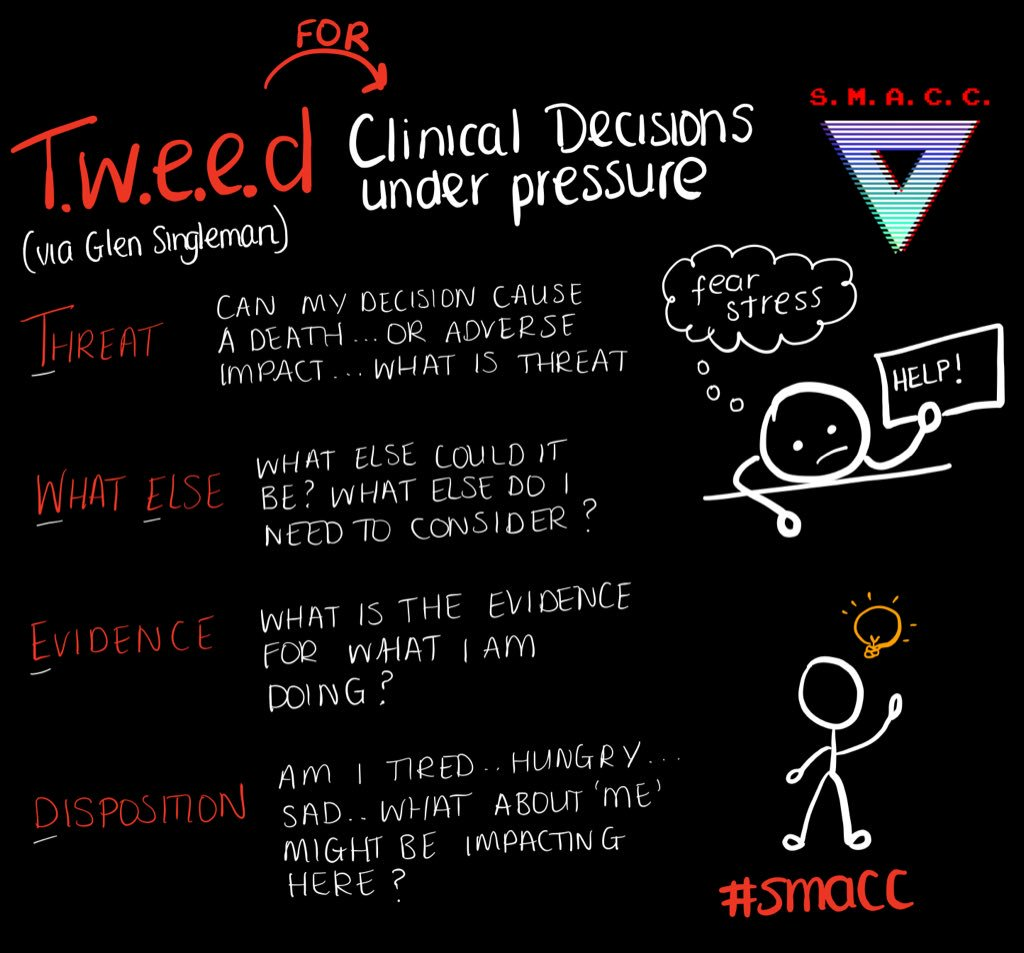 FOR
T.w.e.e.d
Clinical Decisions
under pressure
(via Glen Singleman)
S. M. A. C. C.
THREAT
CAN MY DECISION CAUSE
A DEATH... OR ADVERSE
IMPACT... WHAT IS THREAT
fear
stress
HELP!
WHAT ELSE
WHAT ELSE COULD IT
BE? WHAT ELSE DO I
NEED TO CONSIDER?
EVIDENCE
WHAT IS THE EVIDENCE
FOR WHAT I AM
DOING?
DISPOSITION
AM I TIRED.. HUNGRY...
SAD.. WHAT ABOUT 'ME'
MIGHT BE IMPACTING
HERE?
#smacc